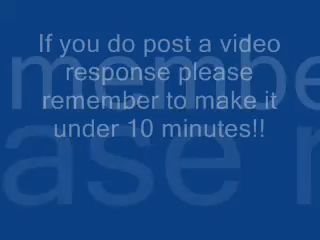 If you do post a video
response please
remember to make it
under 10 minutes!!